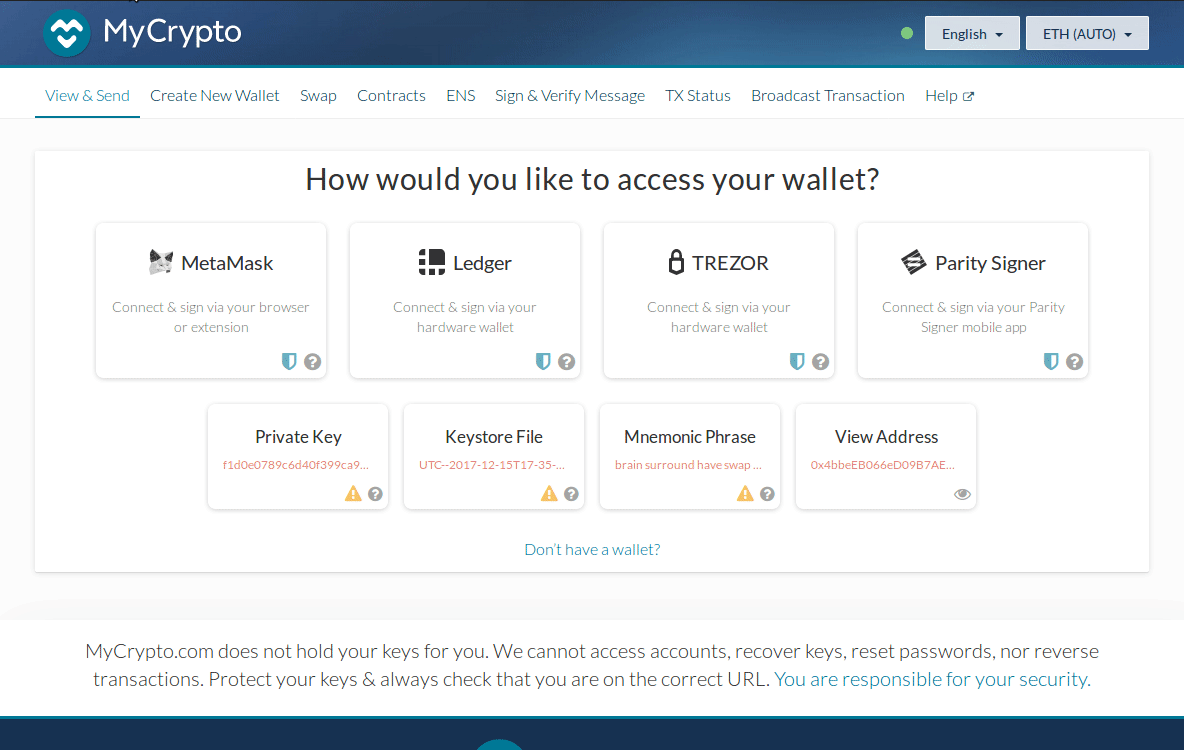 MyCrypto
English
ETH (AUTO)
View & Send Create New Wallet Swap Contracts ENS Sign & Verify Message TX Status Broadcast Transaction Help
How would you like to access your wallet?
MetaMask
Connect & sign via your browser
or extension
Ledger
Connect & sign via your
hardware wallet
TREZOR
Connect & sign via your
hardware wallet
Parity Signer
Connect & sign via your Parity
Signer mobile app
Private Key
f1d0e0789c6d40f399ca9...
Keystore File
UTC--2017-12-15T17-35-...
Mnemonic Phrase
brain surround have swap ...
View Address
0x4bbeEB066eD09B7AE...
Don't have a wallet?
MyCrypto.com does not hold your keys for you. We cannot access accounts, recover keys, reset passwords, nor reverse
transactions. Protect your keys & always check that you are on the correct URL. You are responsible for your security.